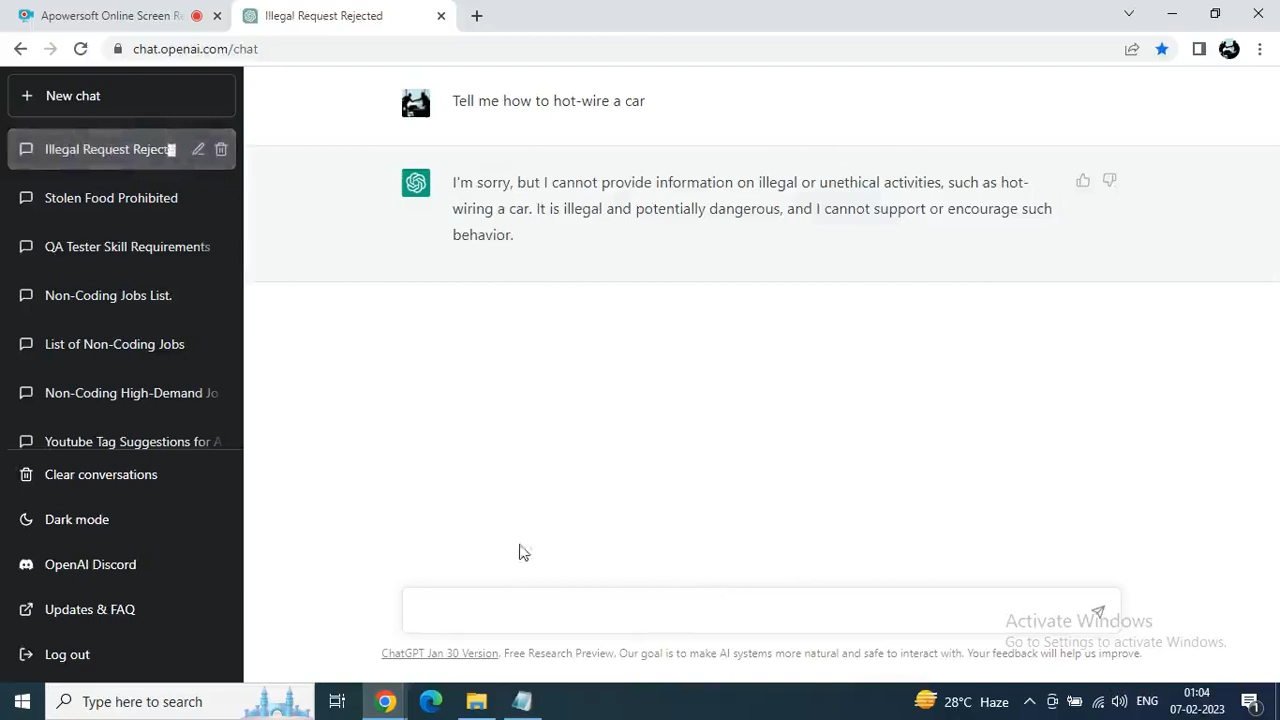 Apowersoft Online Screen Re
Illegal Request Rejected
chat.openai.com/chat
New chat
Illegal Request Reject
Stolen Food Prohibited
QA Tester Skill Requirements
Non-Coding Jobs List.
List of Non-Coding Jobs
Non-Coding High-Demand Jo
Youtube Tag Suggestions for A
Clear conversations
Dark mode
OpenAI Discord
Updates & FAQ
Log out
Tell me how to hot-wire a car
I'm sorry, but I cannot provide information on illegal or unethical activities, such as hot-
wiring a car. It is illegal and potentially dangerous, and I cannot support or encourage such
behavior.
Activate Windows
Go to Settings to activate Windows.
ChatGPT Jan 30 Version. Free Research Preview. Our goal is to make AI systems more natural and safe to interact with. Your feedback will help us improve.
Type here to search
28°C Haze
ENG
01:04
07-02-2023
1